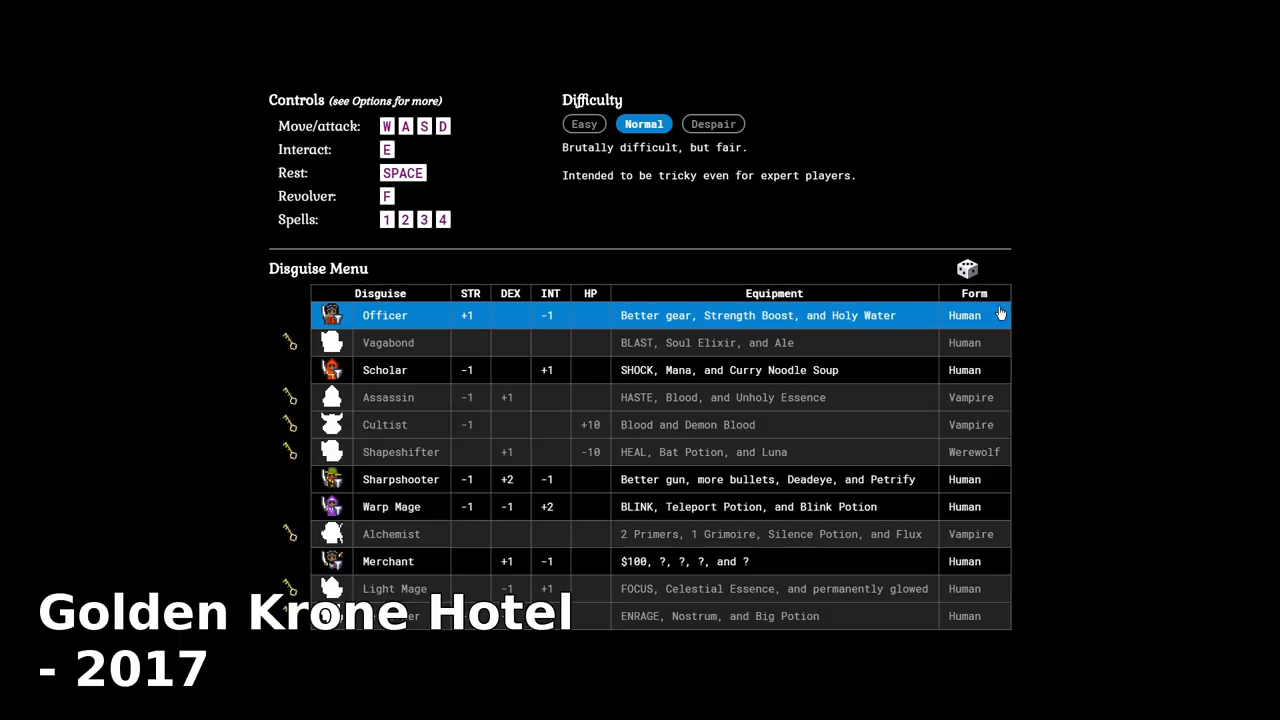 Controls (see Options for more)
Move/attack: W A S D
Interact: E
Rest: SPACE
Revolver: F
Spells: 1 2 3 4
Difficulty
Easy Normal Despair
Brutally difficult, but fair.
Intended to be tricky even for expert players.
Disguise Menu
Disguise STR DEX INT HP Equipment Form
Officer +1 -1 Better gear, Strength Boost, and Holy Water Human
Vagabond BLAST, Soul Elixir, and Ale Human
Scholar -1 +1 SHOCK, Mana, and Curry Noodle Soup Human
Assassin -1 +1 HASTE, Blood, and Unholy Essence Vampire
Cultist -1 +10 Blood and Demon Blood Vampire
Shapeshifter +1 -10 HEAL, Bat Potion, and Luna Werewolf
Sharpshooter -1 +2 -1 Better gun, more bullets, Deadeye, and Petrify Human
Warp Mage -1 -1 +2 BLINK, Teleport Potion, and Blink Potion Human
Alchemist 2 Primers, 1 Grimoire, Silence Potion, and Flux Vampire
Merchant +1 -1 $100, ?, ?, ?, and ? Human
Light Mage -1 +1 FOCUS, Celestial Essence, and permanently glowed Human
ENRAGE, Nostrum, and Big Potion Human
Golden Krone Hotel
- 2017